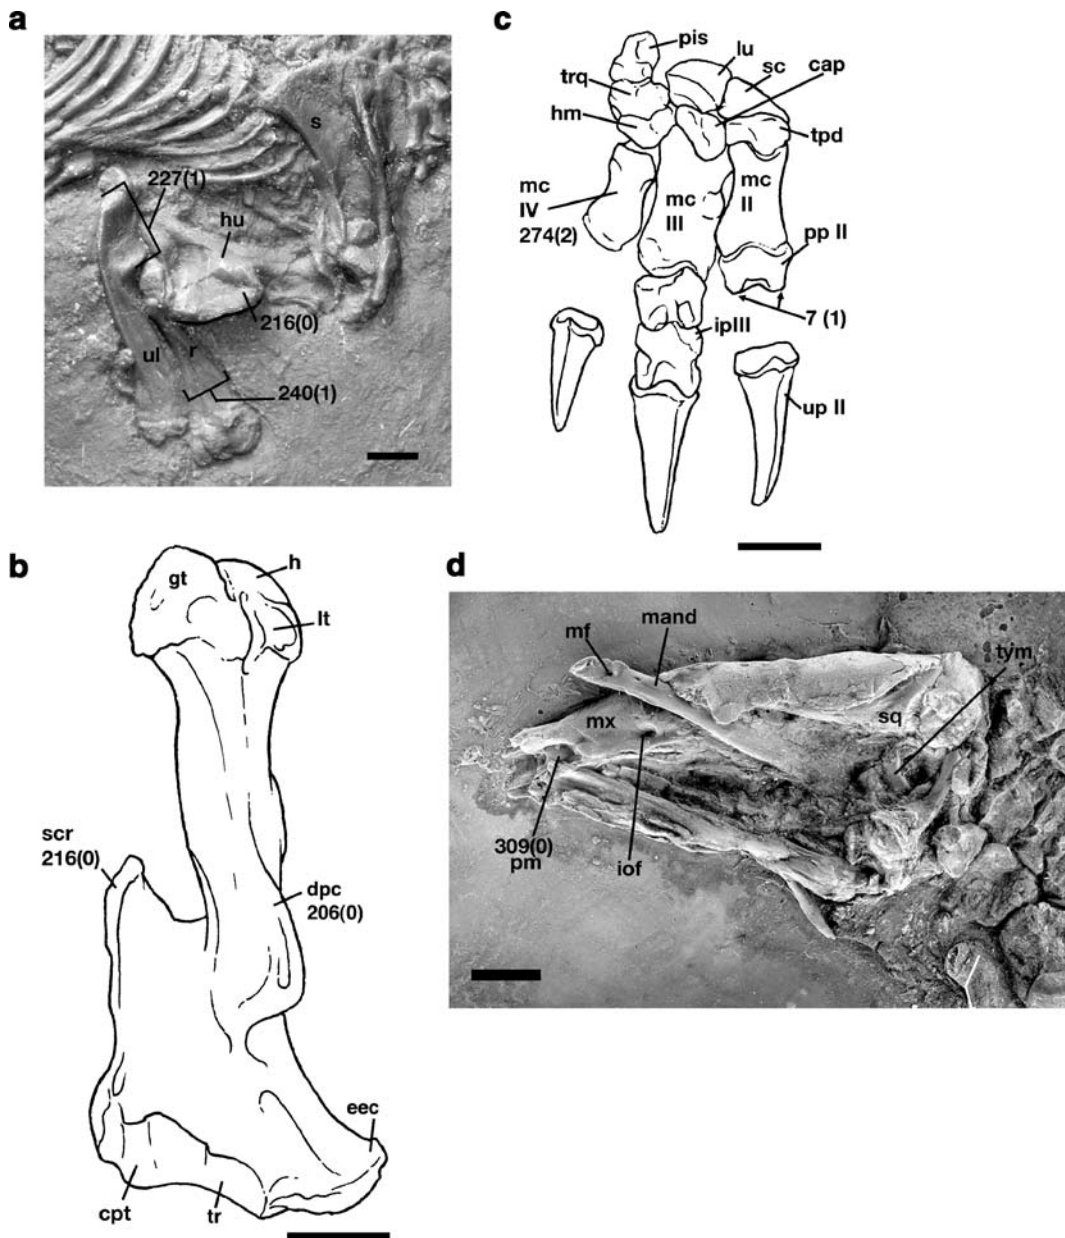 a
s
227(1)
hu
216(0)
ul
r
240(1)
b
gt
h
lt
scr
216(0)
dpc
206(0)
eec
cpt
tr
c
pis
lu
sc
cap
trq
hm
tpd
mc
IV
274(2)
mc
III
mc
II
pp II
7 (1)
ipIII
up II
d
mf
mand
tym
mx
sq
309(0)
pm
iof